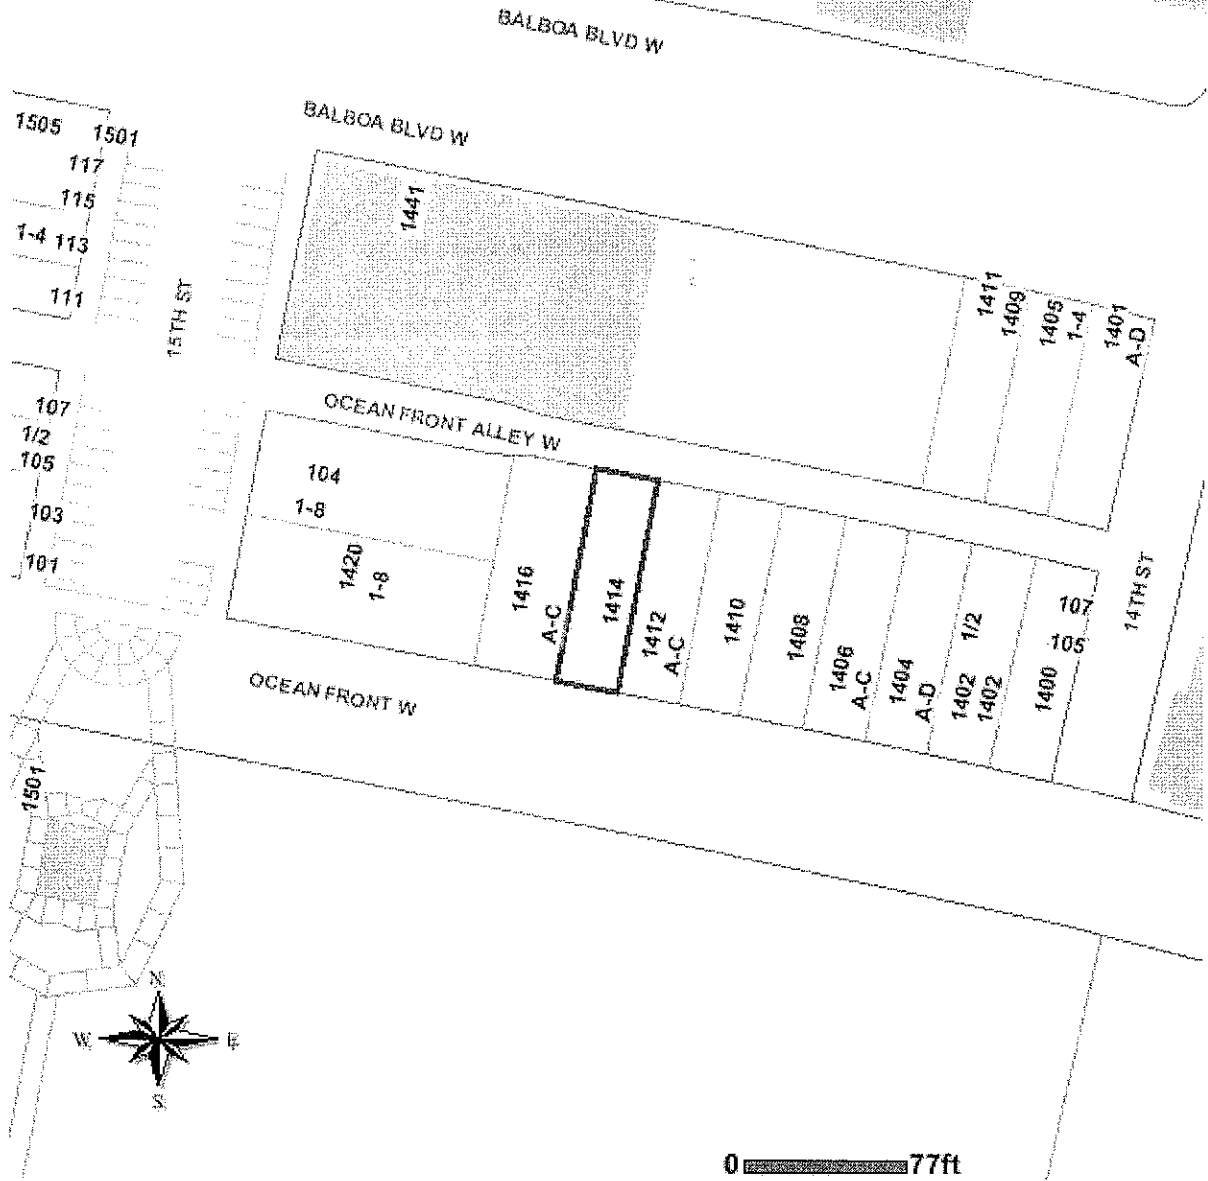 BALBOA BLVD W
BALBOA BLVD W
1505 1501
117
115
1-4 113
111
15TH ST
1441
1411
1409
1405
1-4
1401
A-D
OCEAN FRONT ALLEY W
107
1/2
105
103
101
104
1-8
1420
1-8
1416
A-C
1414
1412
A-C
1410
1408
1406
A-C
1404
A-D
1402
1402 1/2
1400
107
105
14TH ST
OCEAN FRONT W
1501
N
W E
S
0 77ft